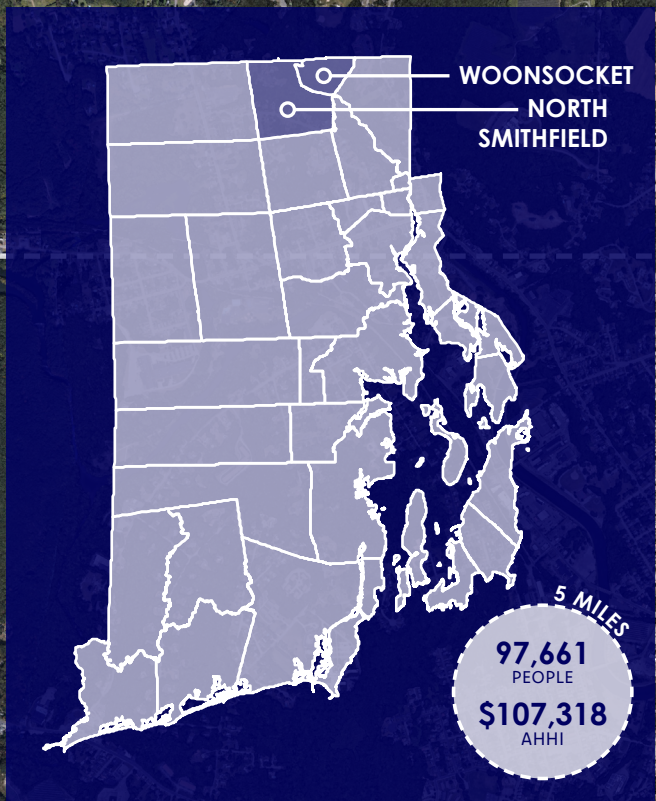 WOONSOCKET
NORTH
SMITHFIELD
5 MILES
97,661
PEOPLE
$107,318
AHHI